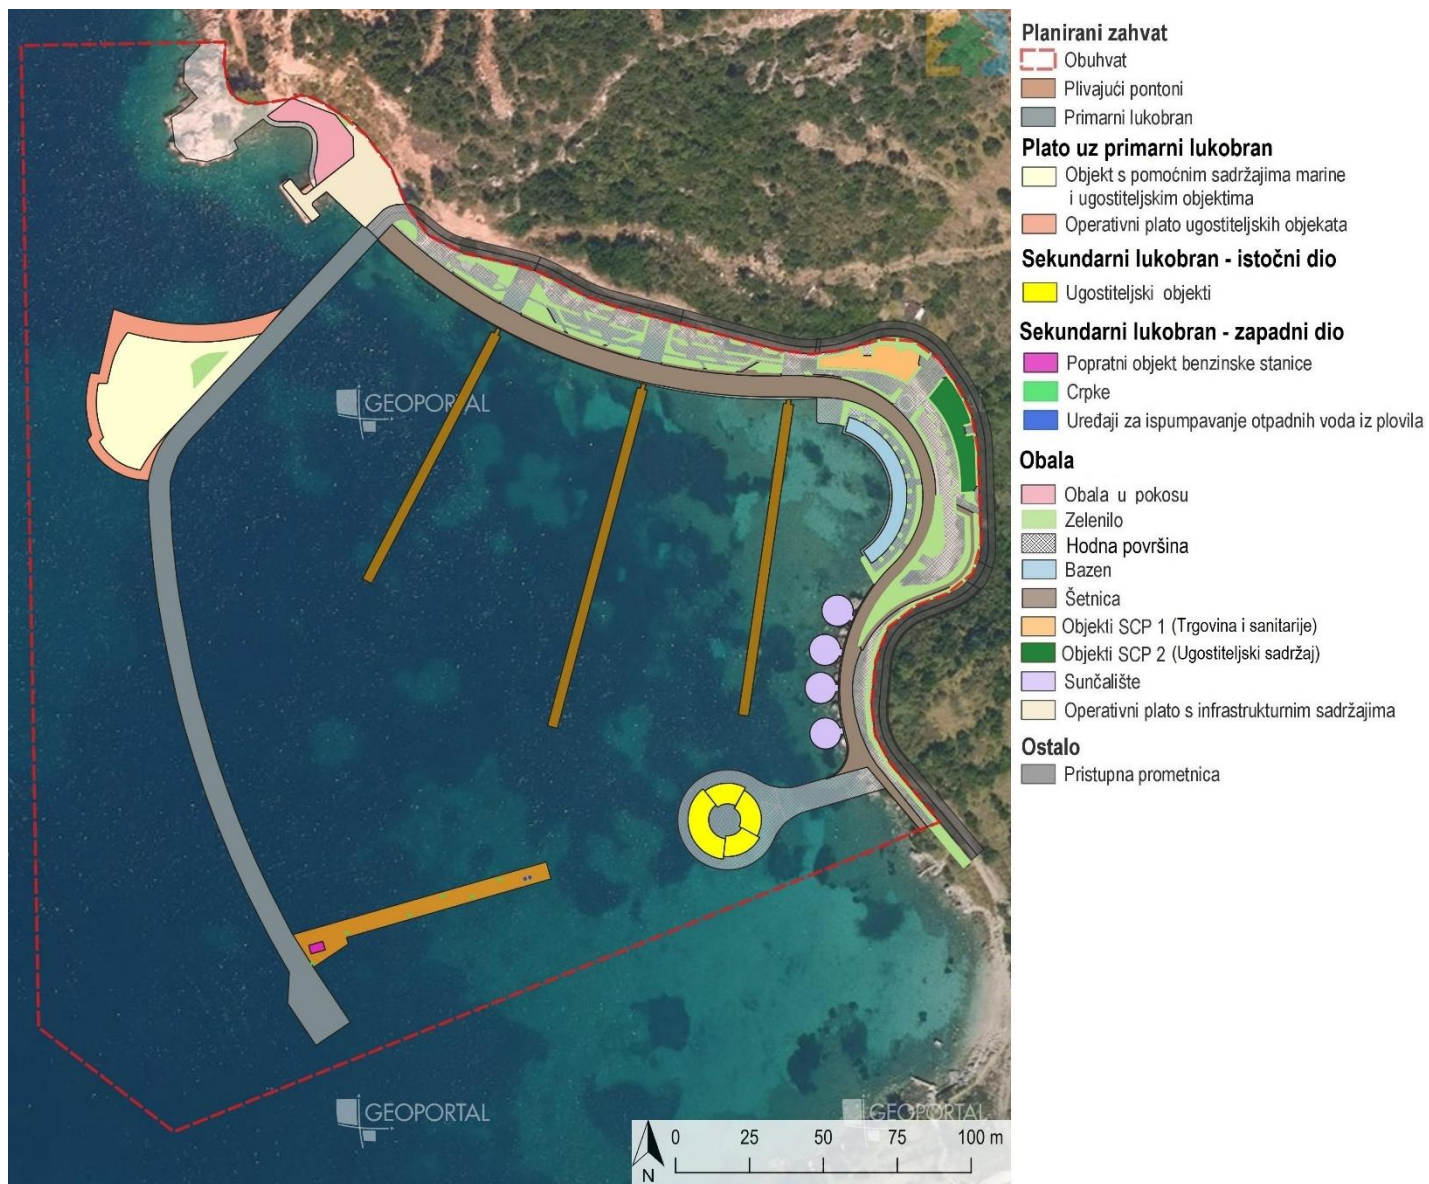 Planirani zahvat
Obuhvat
Plivajući pontoni
Primarni lukobran
Plato uz primarni lukobran
Objekt s pomoćnim sadržajima marine
i ugostiteljskim objektima
Operativni plato ugostiteljskih objekata
Sekundarni lukobran - istočni dio
Ugostiteljski objekti
Sekundarni lukobran - zapadni dio
Popratni objekt benzinske stanice
Crpke
Uređaji za ispumpavanje otpadnih voda iz plovila
Obala
Obala u pokosu
Zelenilo
Hodna površina
Bazen
Šetnica
Objekti SCP 1 (Trgovina i sanitarije)
Objekti SCP 2 (Ugostiteljski sadržaj)
Sunčalište
Operativni plato s infrastrukturnim sadržajima
Ostalo
Pristupna prometnica
GEOPORTAL
GEOPORTAL
GEOPORTAL
N
0 25 50 75 100 m